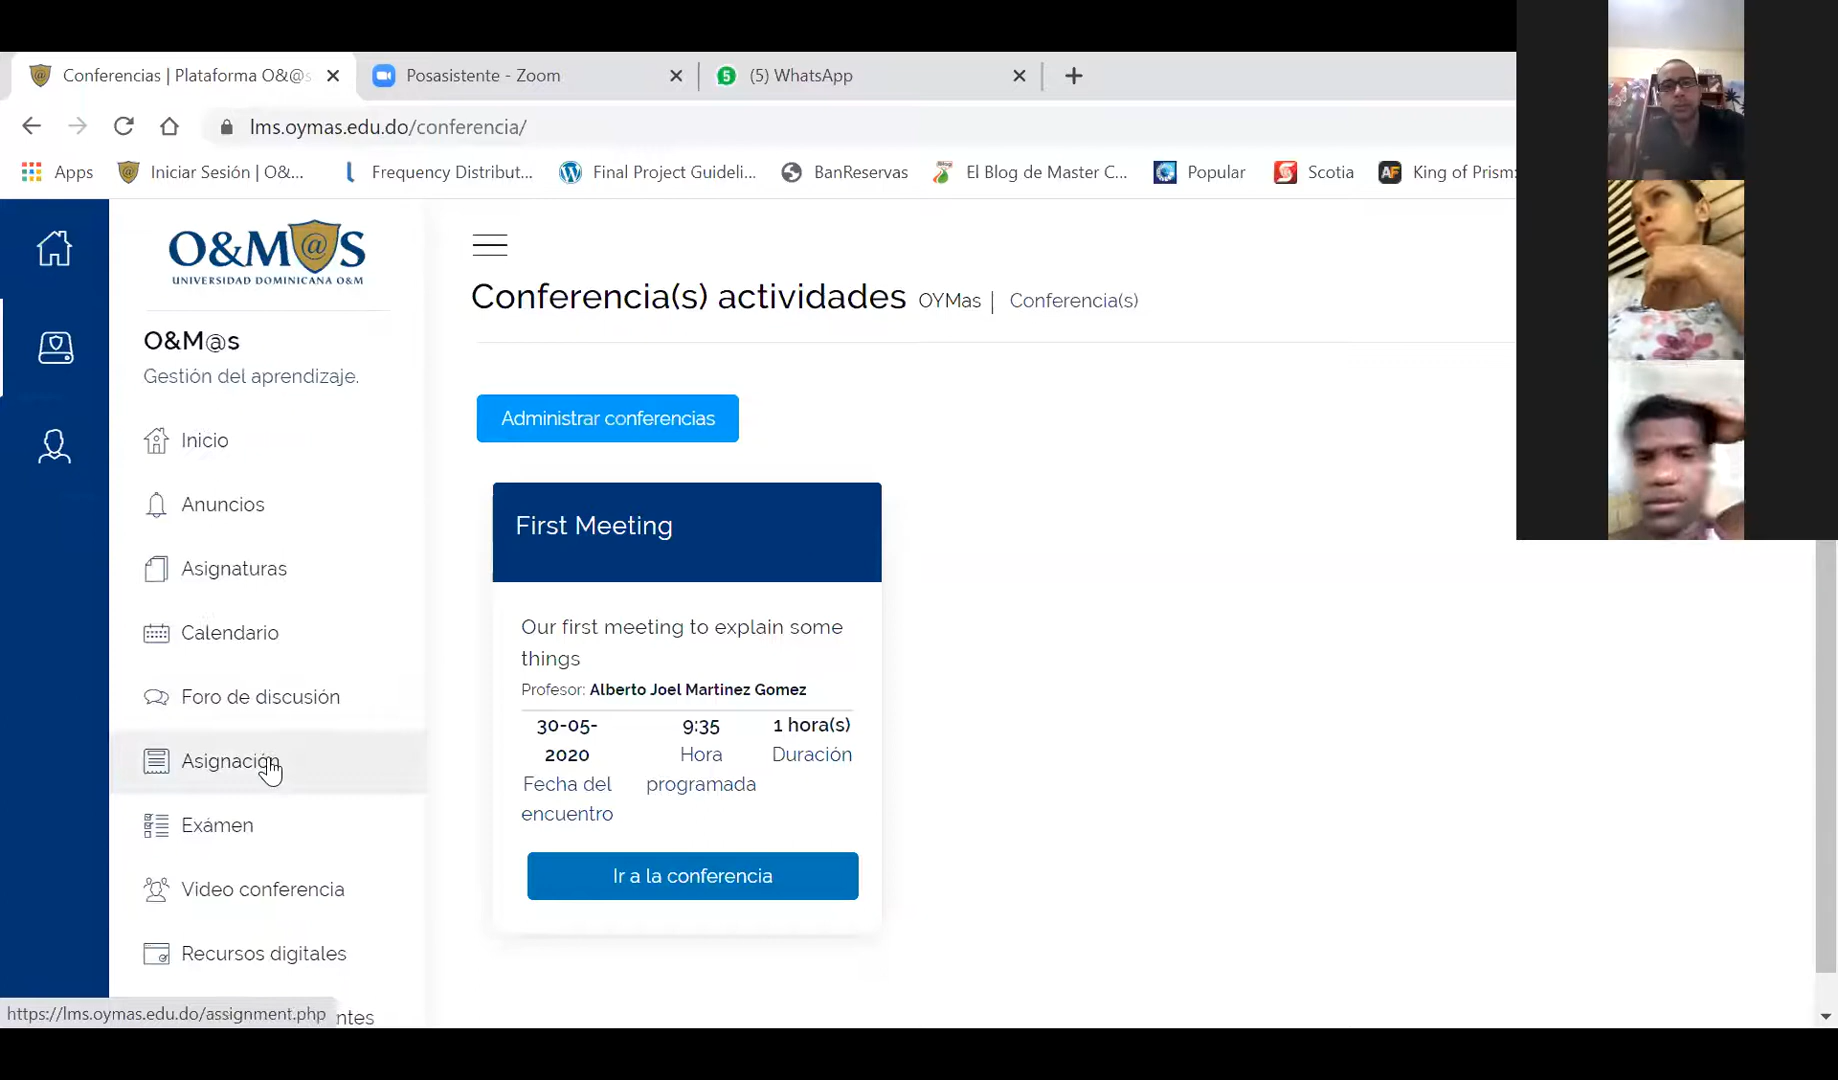 Conferencias | Plataforma O&@s
Posasistente - Zoom
5
(5) WhatsApp
lms.oymas.edu.do/conferencia/
Apps
Iniciar Sesión | O&...
Frequency Distribut...
Final Project Guideli...
BanReservas
El Blog de Master C...
Popular
Scotia
AF
King of Prism:
O&M@S
UNIVERSIDAD DOMINICANA O&M
O&M@s
Gestión del aprendizaje.
Inicio
Anuncios
Asignaturas
Calendario
Foro de discusión
Asignación
Exámen
Video conferencia
Recursos digitales
ntes
https://lms.oymas.edu.do/assignment.php
Conferencia(s) actividades OYMas | Conferencia(s)
Administrar conferencias
First Meeting
Our first meeting to explain some
things
Profesor: Alberto Joel Martinez Gomez
30-05-
2020
Fecha del
encuentro
9:35
Hora
programada
1 hora(s)
Duración
Ir a la conferencia